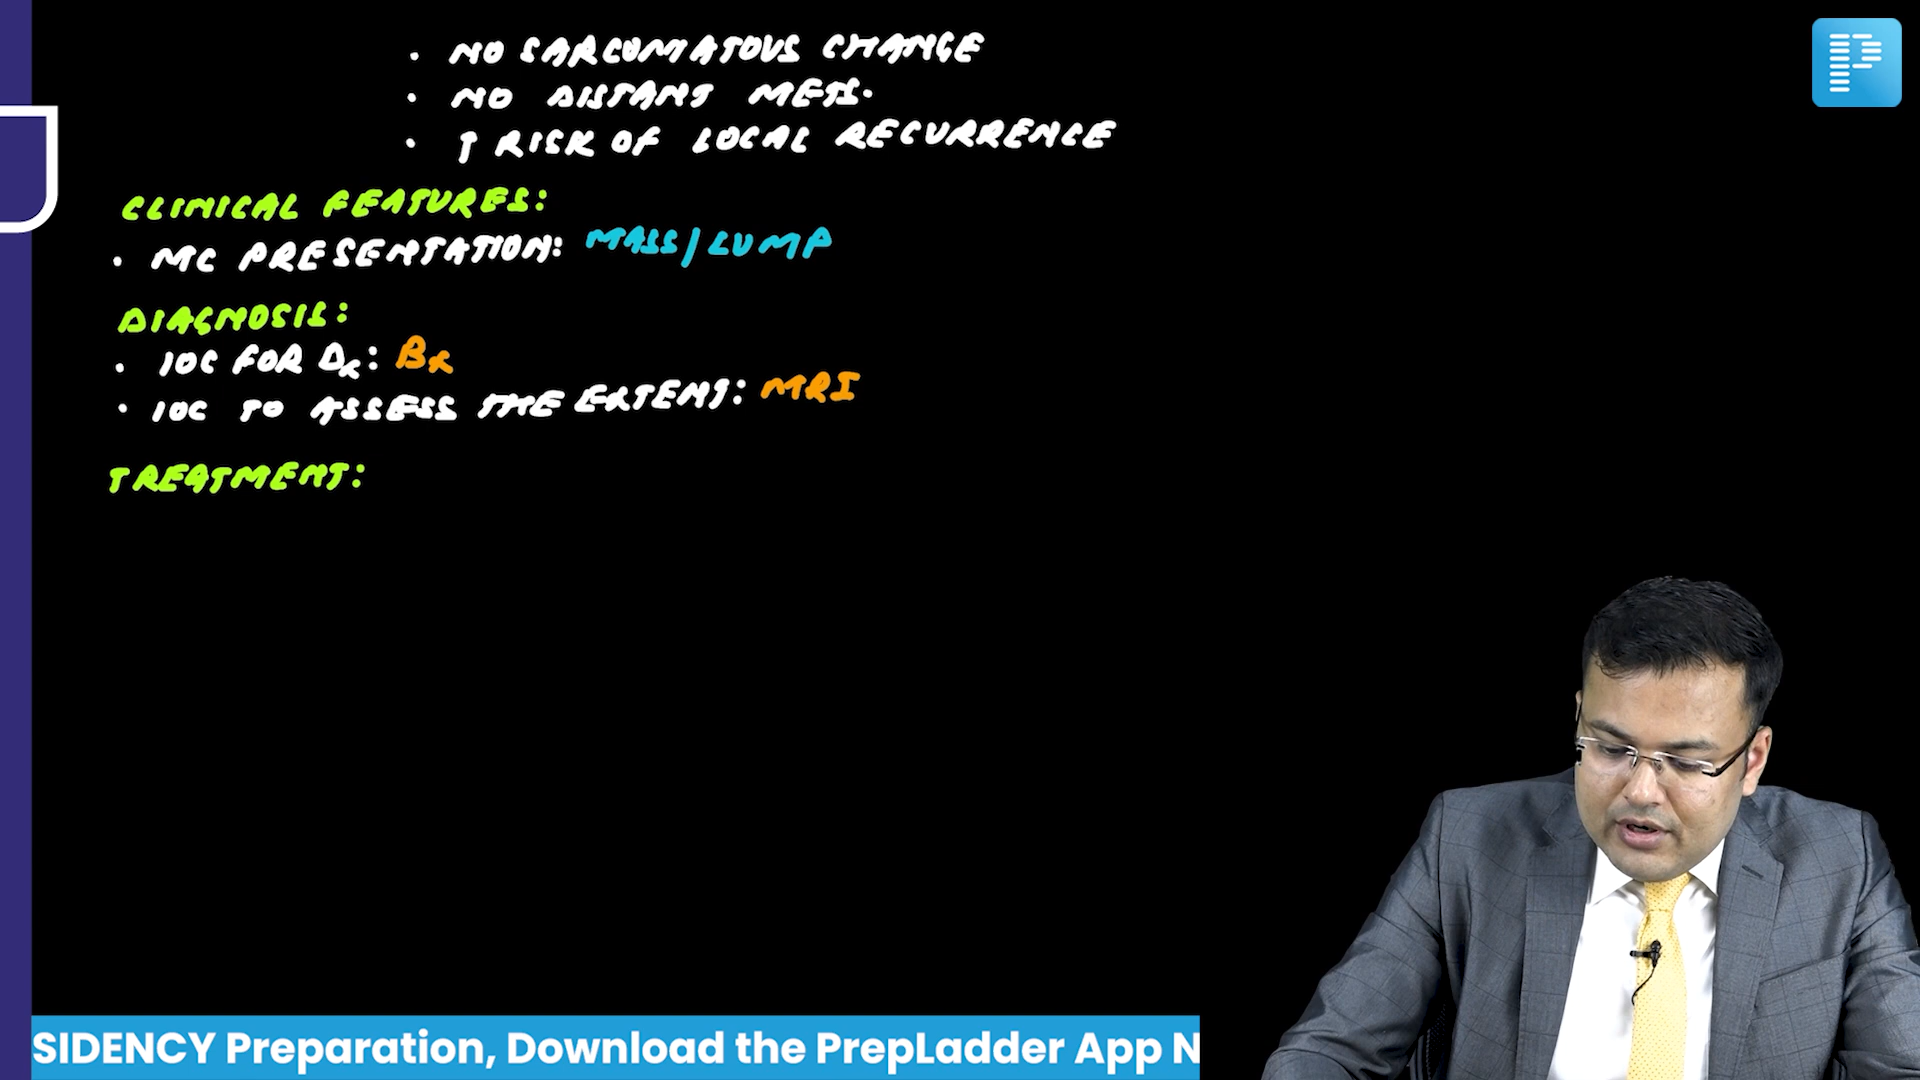 • NO SARCOMATOUS CHANGE
• NO DISTANT METS.
• ↑ RISK OF LOCAL RECURRENCE
CLINICAL FEATURES:
• MC PRESENTATION: MASS/LUMP
DIAGNOSIS:
• IOC FOR Dx: Bx
• IOC TO ASSESS THE EXTENT: MRI
TREATMENT:
SIDENCY Preparation, Download the PrepLadder App N